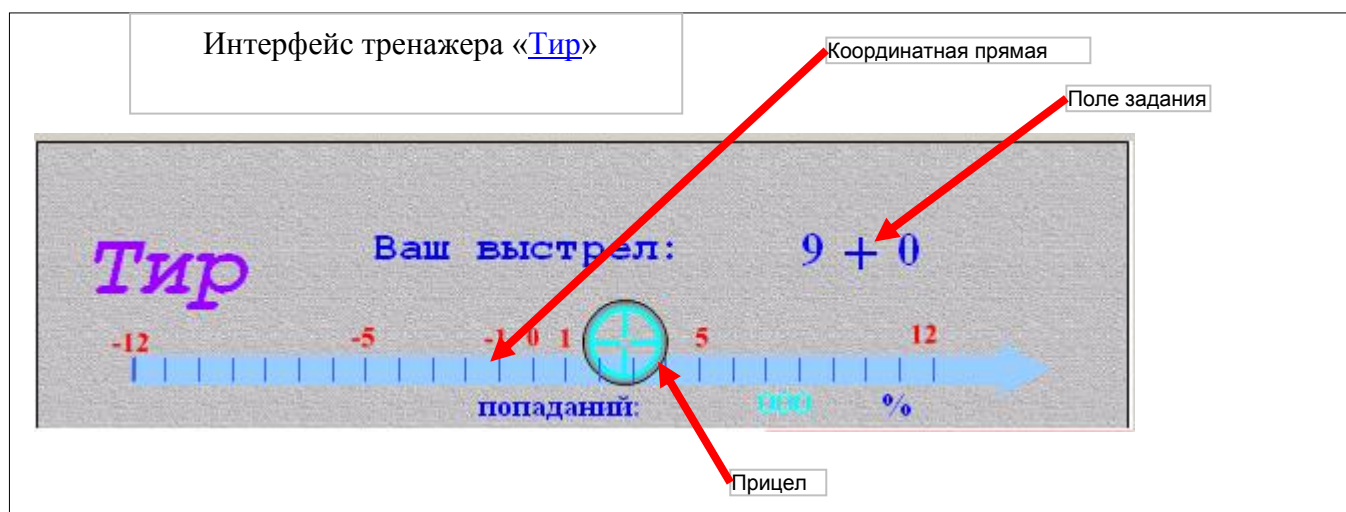 Интерфейс тренажера «Тир»
Координатная прямая
Поле задания
Ваш выстрел: 9 + 0
Тир
-12 -5 -1 0 1 5 12
попаданий: 000 %
Прицел